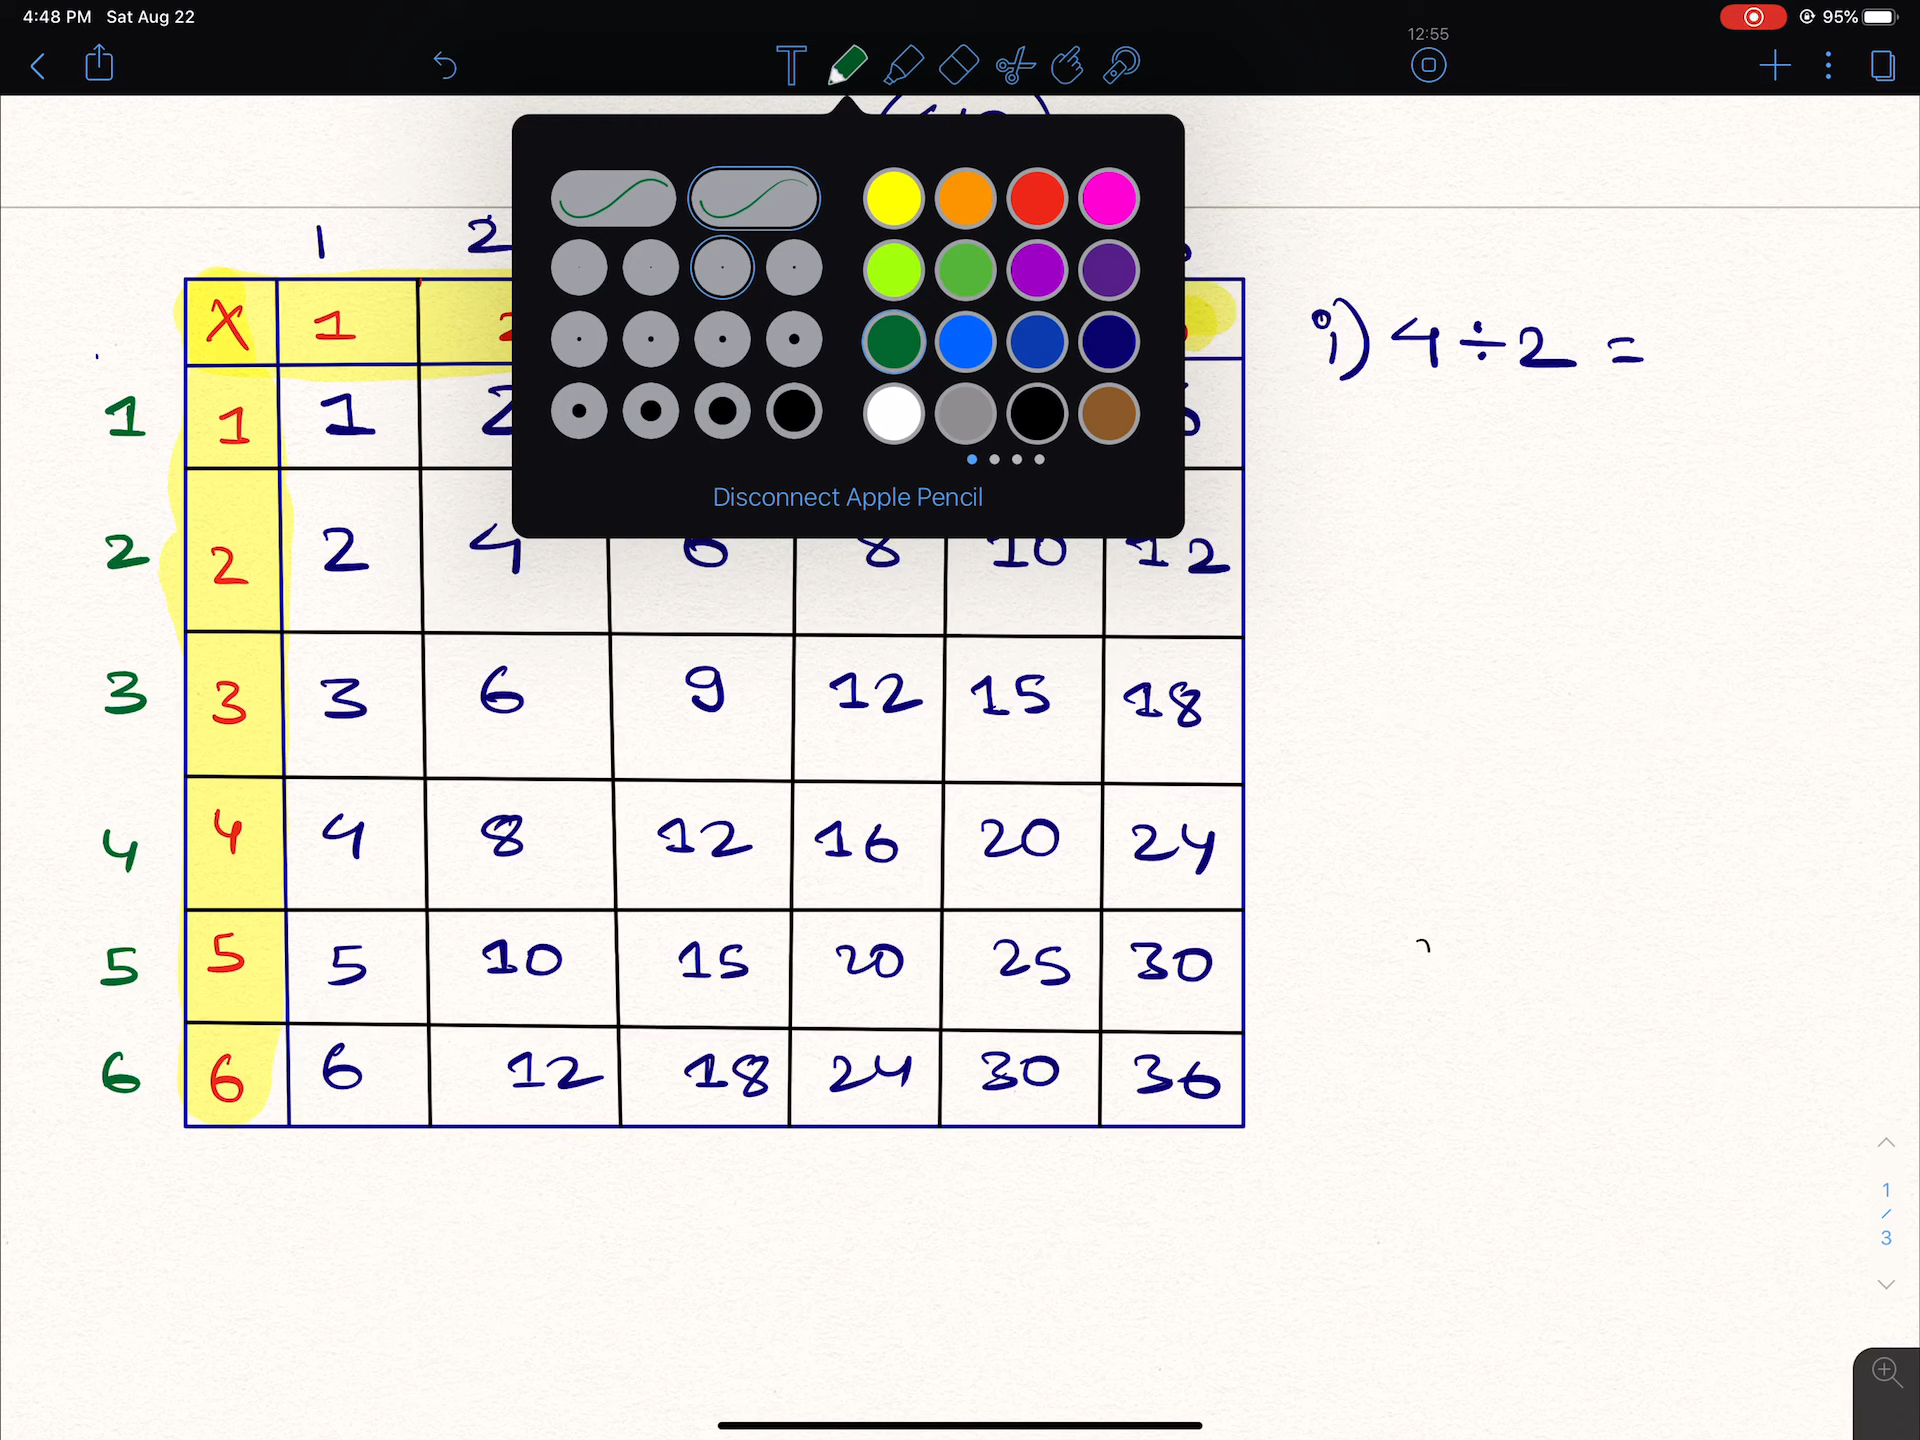 4:48 PM Sat Aug 22 95%
12:55
T
1 2
X 1
i) 4 ÷ 2 =
1 1 1 2
Disconnect Apple Pencil
2 2 2 4 6 8 10 12
3 3 3 6 9 12 15 18
4 4 4 8 12 16 20 24
5 5 5 10 15 20 25 30
6 6 6 12 18 24 30 36
1
/
3